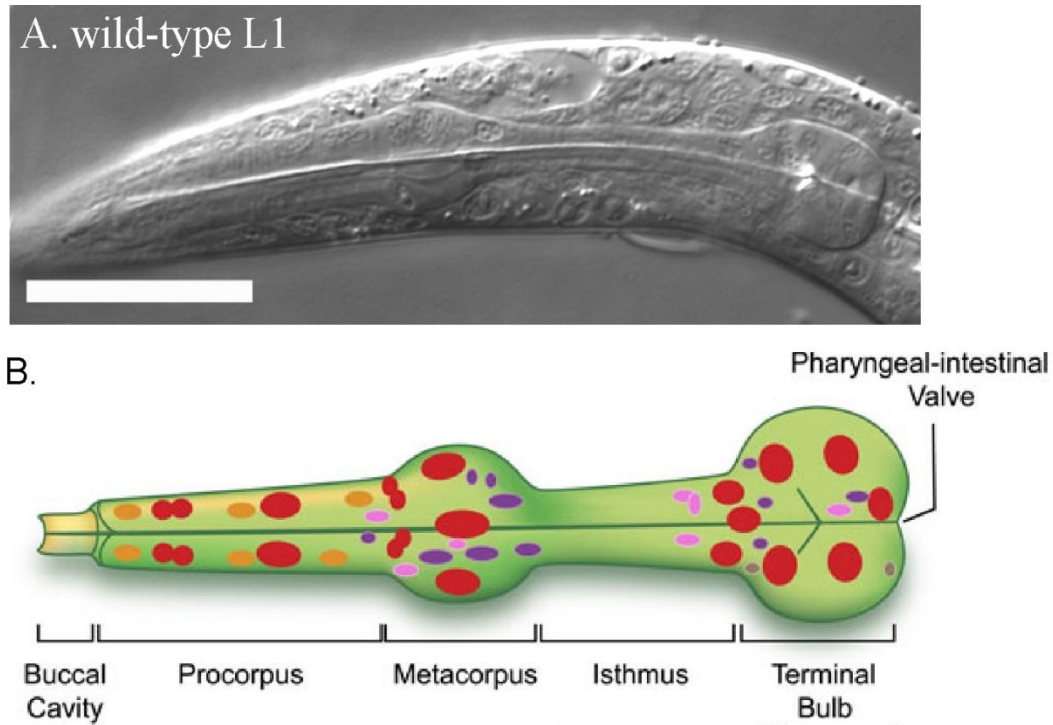 A. wild-type L1
B.
Pharyngeal-intestinal
Valve
Buccal
Cavity
Procorpus
Metacorpus
Isthmus
Terminal
Bulb